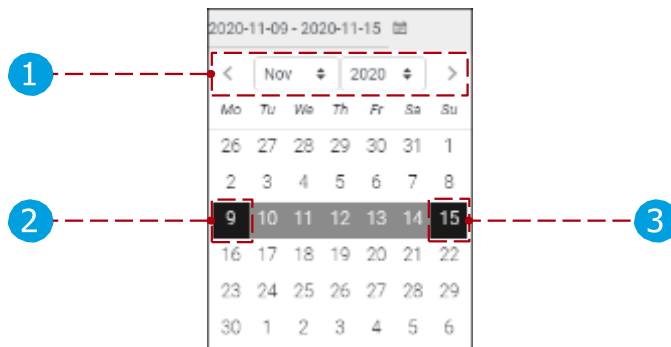 2020-11-09 - 2020-11-15
1
< Nov 2020 >
Mo Tu We Th Fr Sa Su
26 27 28 29 30 31 1
2 3 4 5 6 7 8
2 9 10 11 12 13 14 15 3
16 17 18 19 20 21 22
23 24 25 26 27 28 29
30 1 2 3 4 5 6